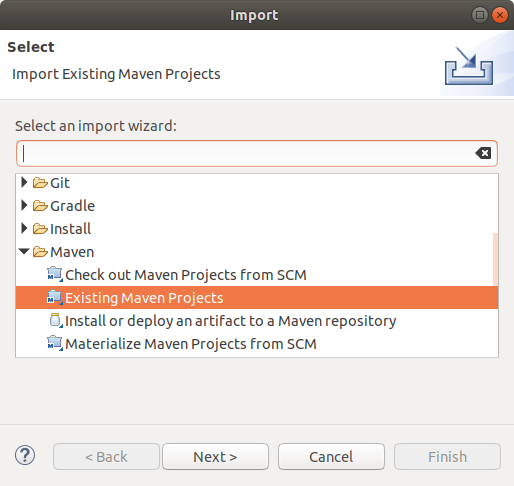 Import
Select
Import Existing Maven Projects
Select an import wizard:
Git
Gradle
Install
Maven
Check out Maven Projects from SCM
Existing Maven Projects
Install or deploy an artifact to a Maven repository
Materialize Maven Projects from SCM
? < Back Next > Cancel Finish